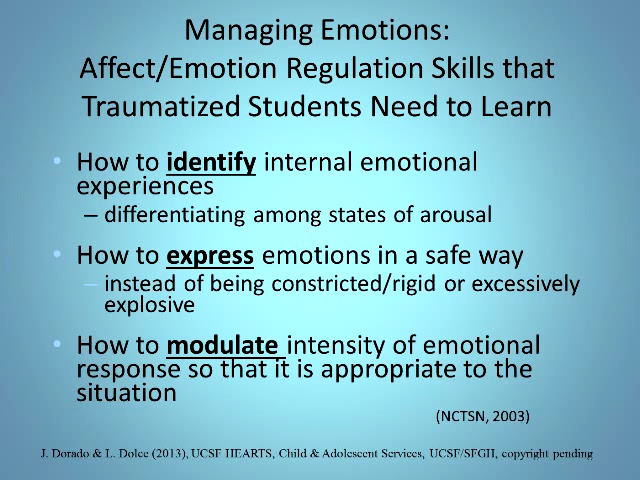 Managing Emotions:
Affect/Emotion Regulation Skills that
Traumatized Students Need to Learn
• How to identify internal emotional
experiences
– differentiating among states of arousal
• How to express emotions in a safe way
– instead of being constricted/rigid or excessively
explosive
• How to modulate intensity of emotional
response so that it is appropriate to the
situation
(NCTSN, 2003)
J. Dorado & L. Dolce (2013), UCSF HEARTS, Child & Adolescent Services, UCSF/SFGH, copyright pending